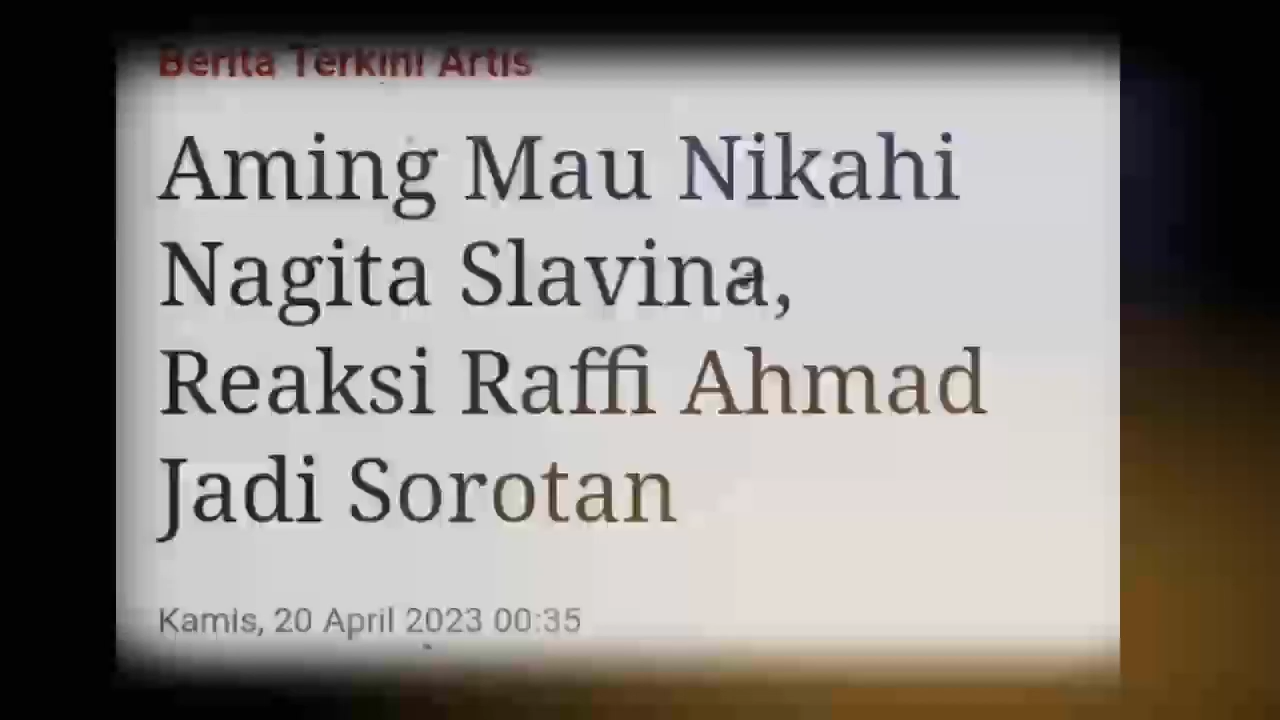 Berita Terkini Artis
Aming Mau Nikahi
Nagita Slavina,
Reaksi Raffi Ahmad
Jadi Sorotan
Kamis, 20 April 2023 00:35